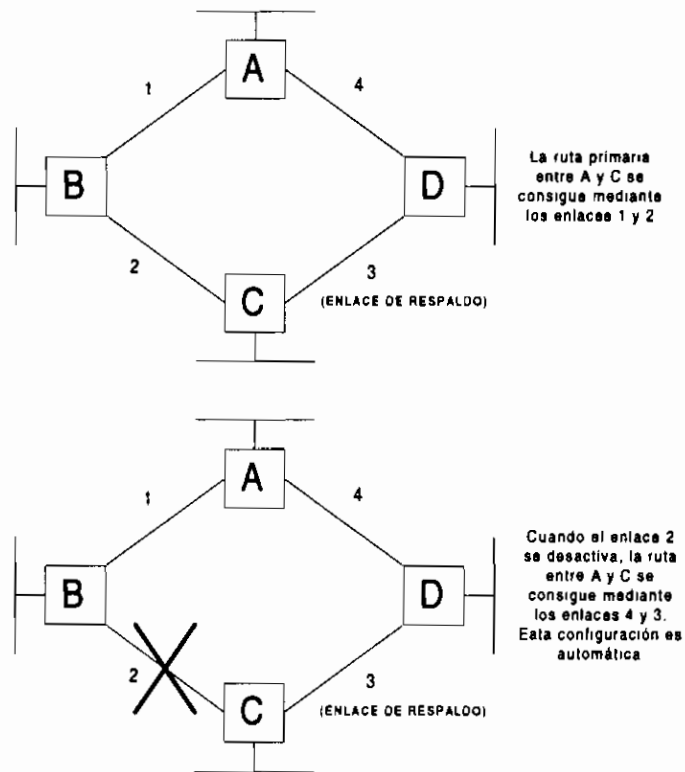 A
1
4
B
D
La ruta primaria
entre A y C se
consigue mediante
los enlaces 1 y 2
2
3
C
(ENLACE DE RESPALDO)
A
1
4
B
D
Cuando el enlace 2
se desactiva, la ruta
entre A y C se
consigue mediante
los enlaces 4 y 3.
Eata configuración es
automática
2
3
C
(ENLACE DE RESPALDO)